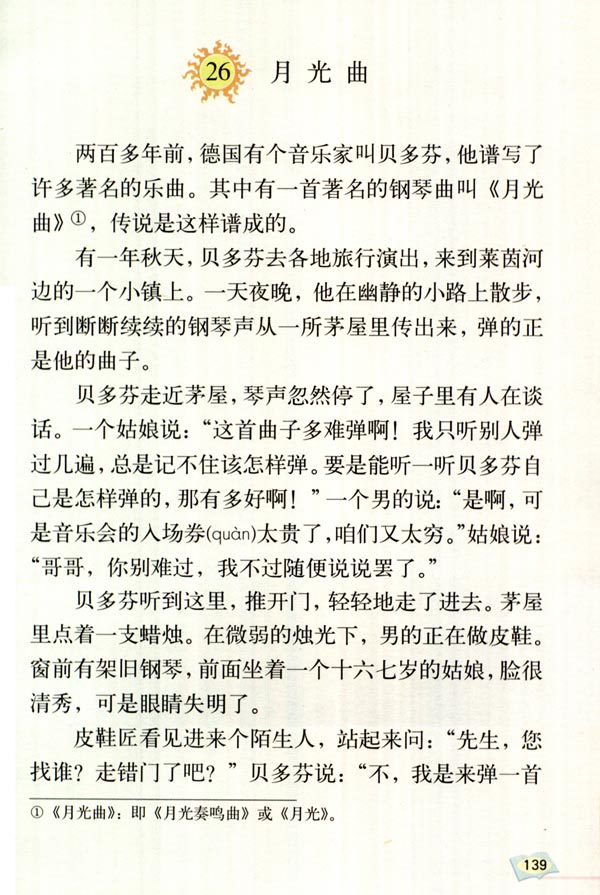 26 月光曲
两百多年前，德国有个音乐家叫贝多芬，他谱写了
许多著名的乐曲。其中有一首著名的钢琴曲叫《月光
曲》①，传说是这样谱成的。
有一年秋天，贝多芬去各地旅行演出，来到莱茵河
边的一个小镇上。一天夜晚，他在幽静的小路上散步，
听到断断续续的钢琴声从一所茅屋里传出来，弹的正
是他的曲子。
贝多芬走近茅屋，琴声忽然停了，屋子里有人在谈
话。一个姑娘说：“这首曲子多难弹啊！我只听别人弹
过几遍，总是记不住该怎样弹。要是能听一听贝多芬自
己是怎样弹的，那有多好啊！”一个男的说：“是啊，可
是音乐会的入场券(quàn)太贵了，咱们又太穷。”姑娘说：
“哥哥，你别难过，我不过随便说说罢了。”
贝多芬听到这里，推开门，轻轻地走了进去。茅屋
里点着一支蜡烛。在微弱的烛光下，男的正在做皮鞋。
窗前有架旧钢琴，前面坐着一个十六七岁的姑娘，脸很
清秀，可是眼睛失明了。
皮鞋匠看见进来个陌生人，站起来问：“先生，您
找谁？走错门了吧？”贝多芬说：“不，我是来弹一首
①《月光曲》：即《月光奏鸣曲》或《月光》。
139